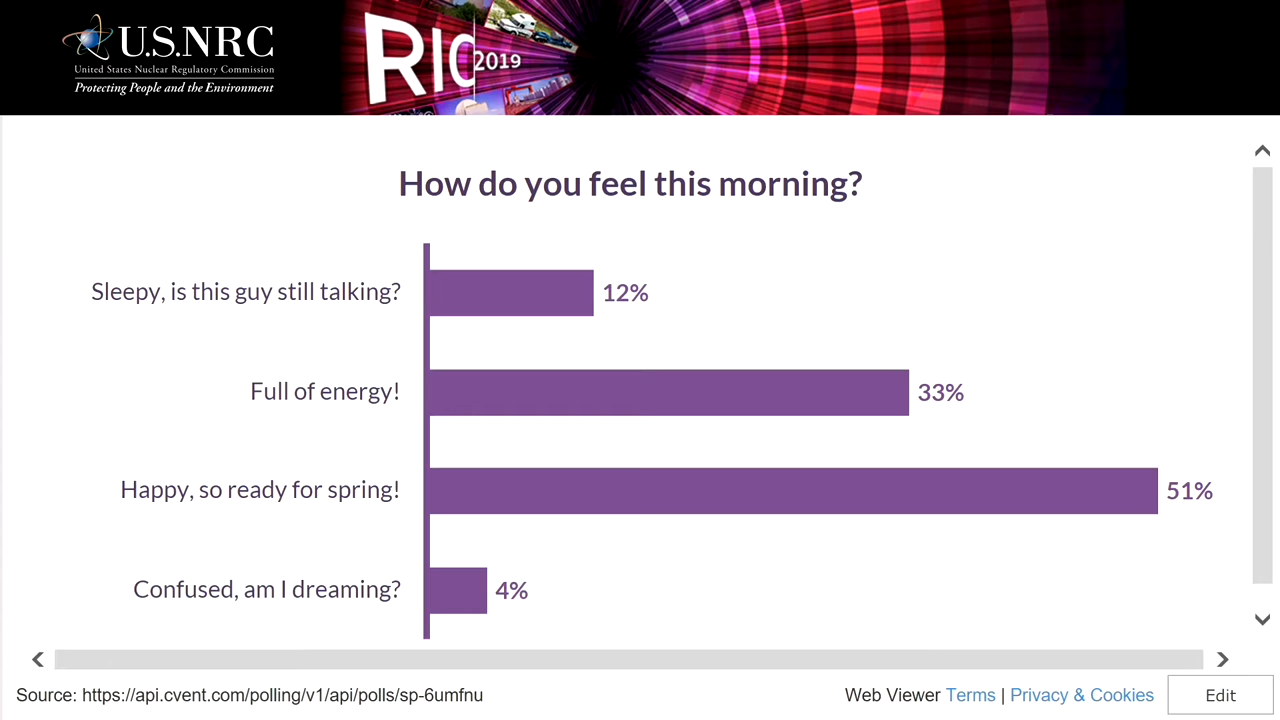 U.S.NRC
United States Nuclear Regulatory Commission
Protecting People and the Environment
RIC
2019
How do you feel this morning?
Sleepy, is this guy still talking?
12%
Full of energy!
33%
Happy, so ready for spring!
51%
Confused, am I dreaming?
4%
Source: https://api.cvent.com/polling/v1/api/polls/sp-6umfnu
Web Viewer Terms | Privacy & Cookies
Edit